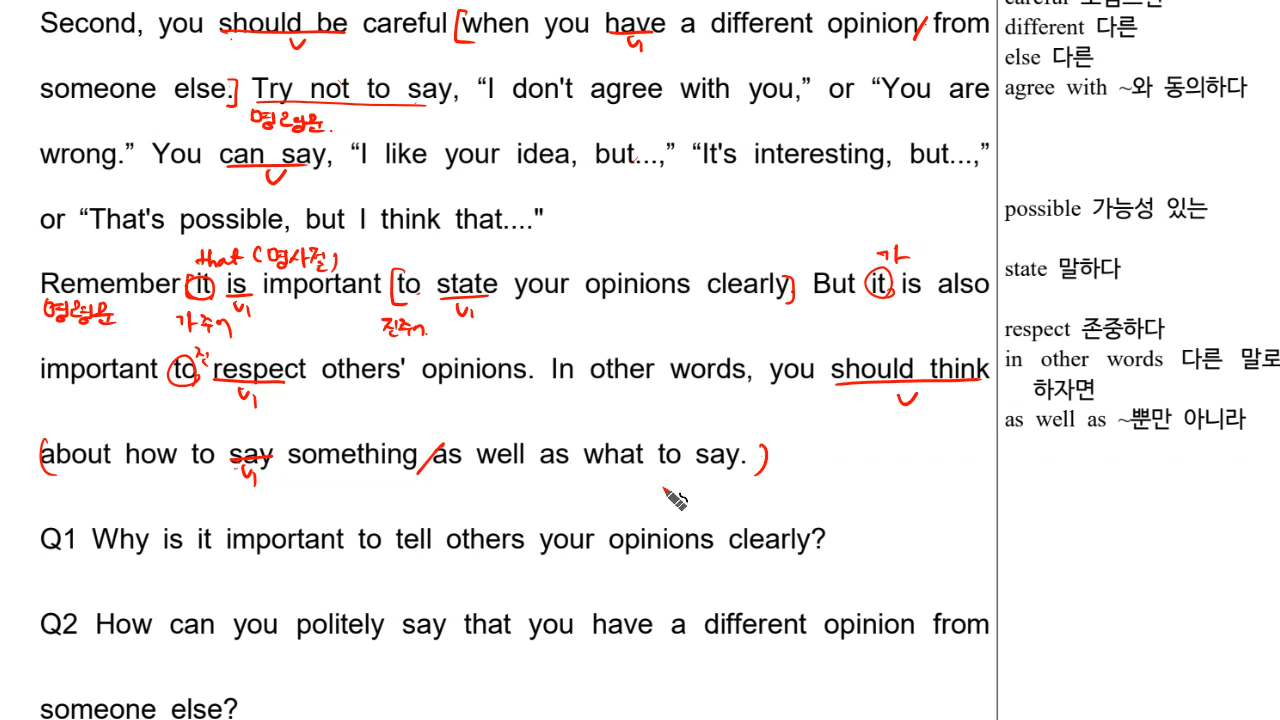 Second, you should be careful [when you have a different opinion/ from
V
V1
someone else.] Try not to say, “I don't agree with you,” or “You are
명령문.
wrong.” You can say, “I like your idea, but...,” “It's interesting, but...,”
V
or “That's possible, but I think that...."
that (명사절)
가
Remember [it is important [to state your opinions clearly.] But it is also
명령문
V1
V1
가주어
진주어.
진
important to respect others' opinions. In other words, you should think
V1
V
(about how to say something/as well as what to say. )
V1
Q1 Why is it important to tell others your opinions clearly?
Q2 How can you politely say that you have a different opinion from
someone else?
different 다른
else 다른
agree with ~와 동의하다
possible 가능성 있는
state 말하다
respect 존중하다
in other words 다른 말로
하자면
as well as ~뿐만 아니라